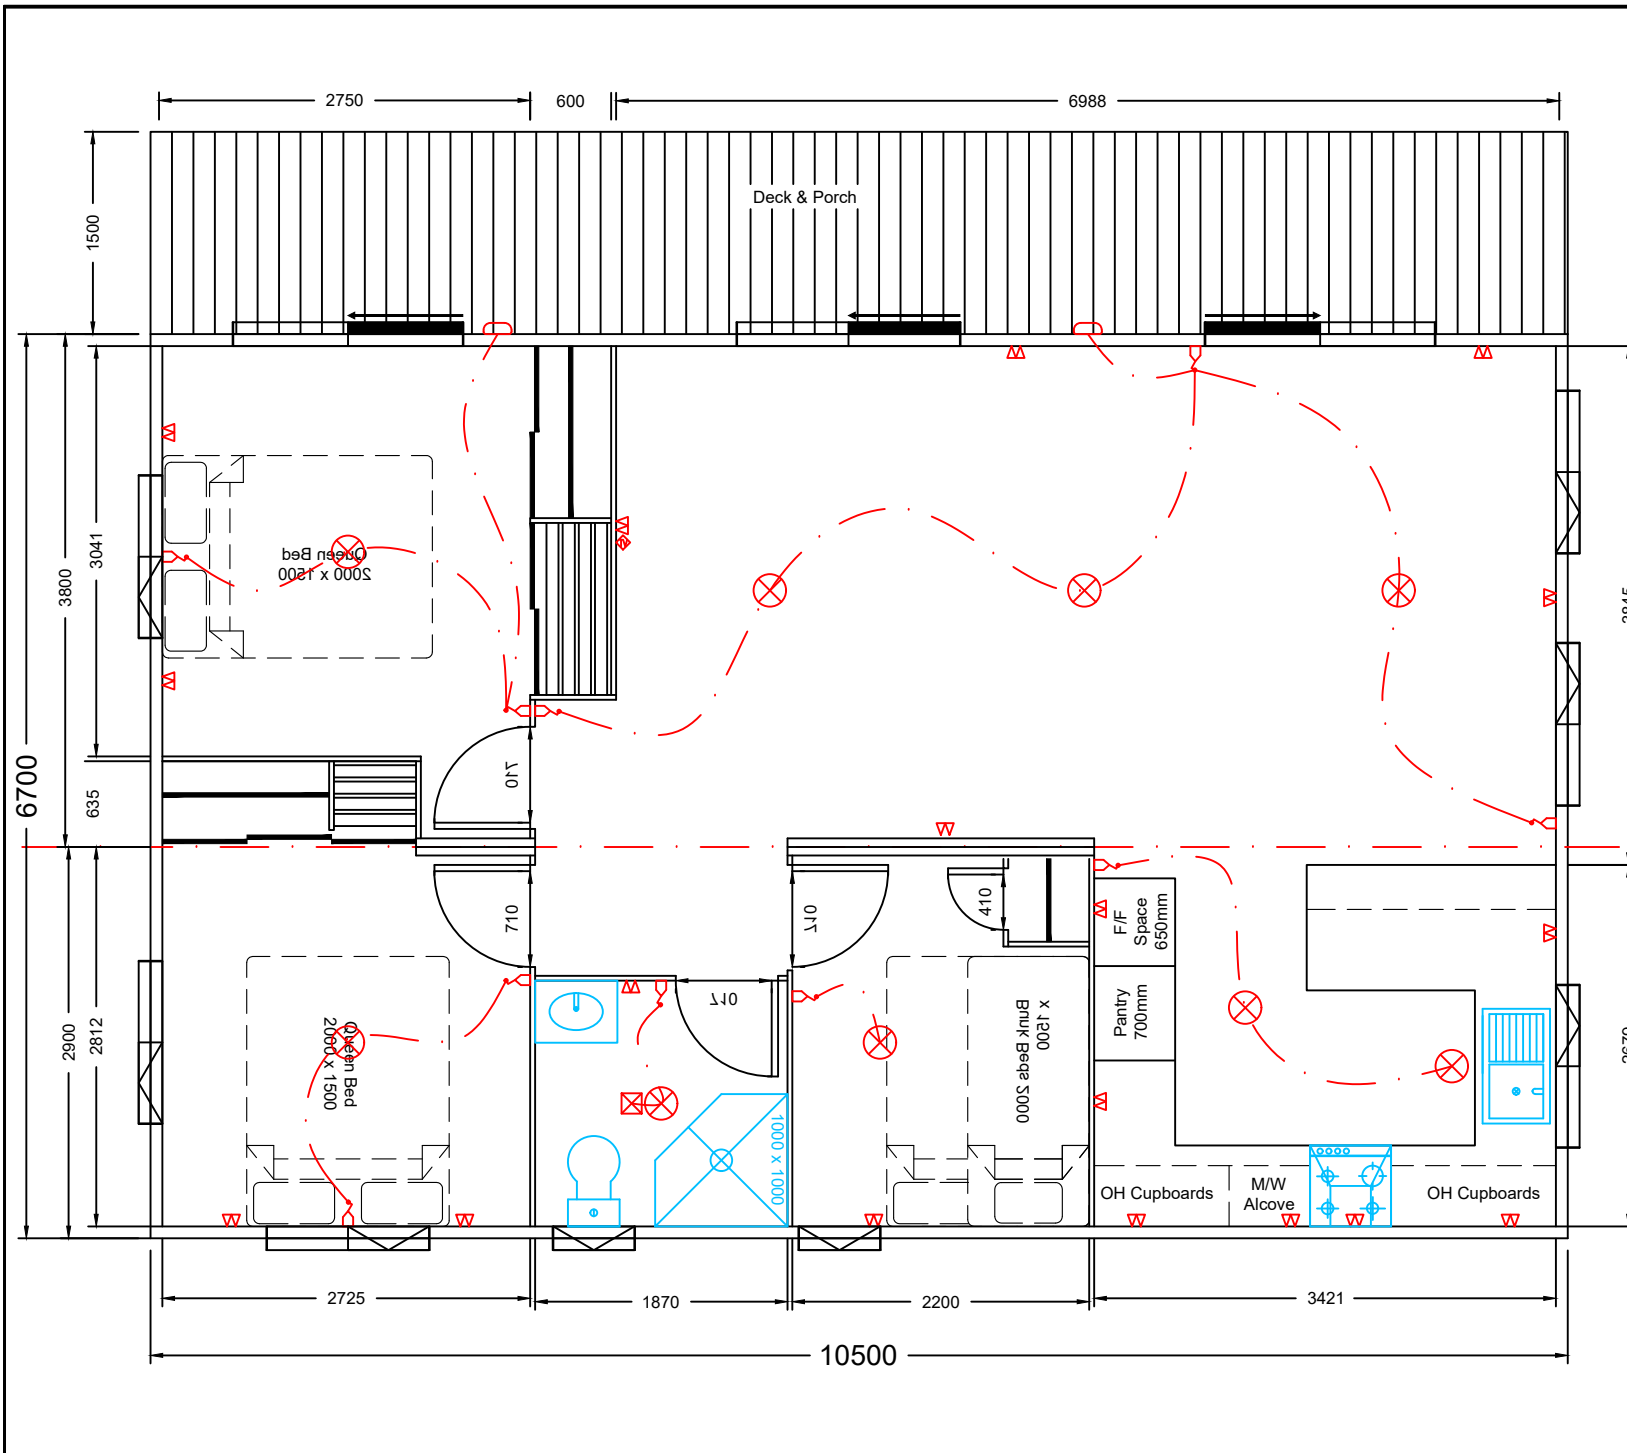 2750
600
6988
Deck & Porch
1500
3041
3800
Queen Bed
2000 x 1500
6700
635
710
710
710
410
F/F
Space
650mm
Pantry
700mm
2900
2812
Queen Bed
2000 x 1500
710
Bunk Beds 2000
x 1500
1000 x 1000
OH Cupboards
M/W
Alcove
OH Cupboards
2725
1870
2200
3421
10500